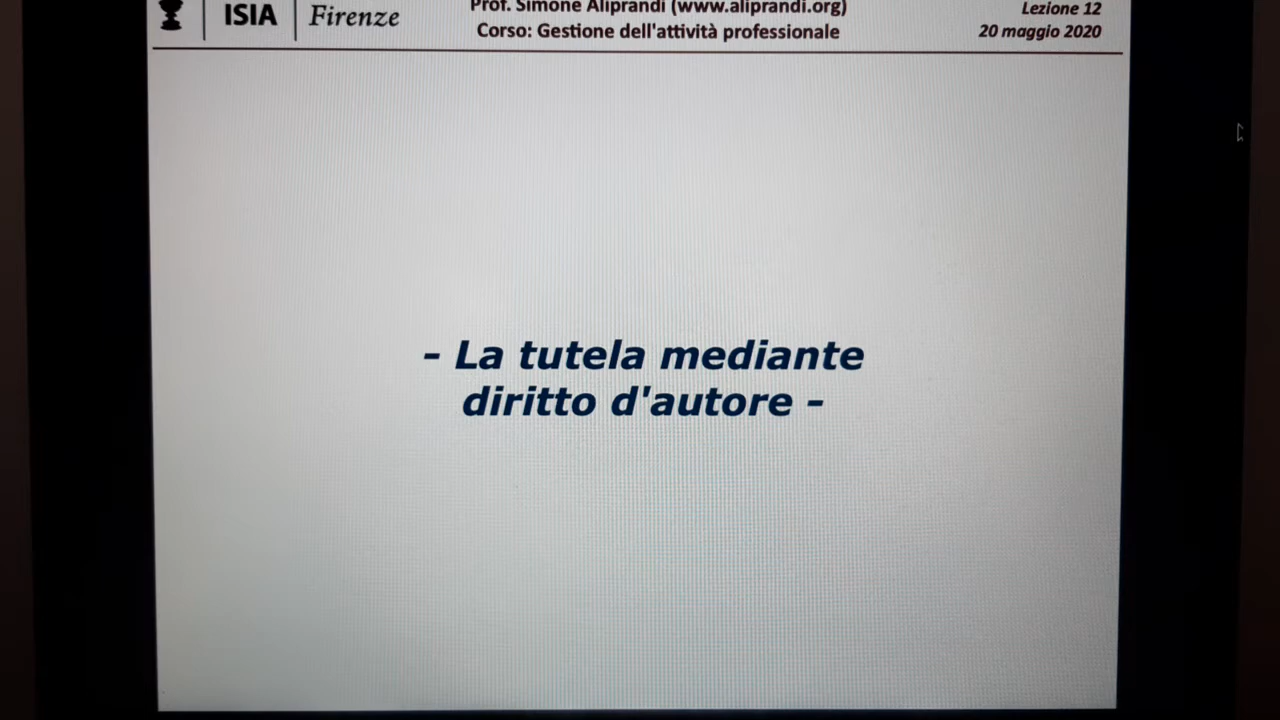 ISIA
Firenze
Prof. Simone Aliprandi (www.aliprandi.org)
Corso: Gestione dell'attività professionale
Lezione 12
20 maggio 2020
- La tutela mediante
diritto d'autore -